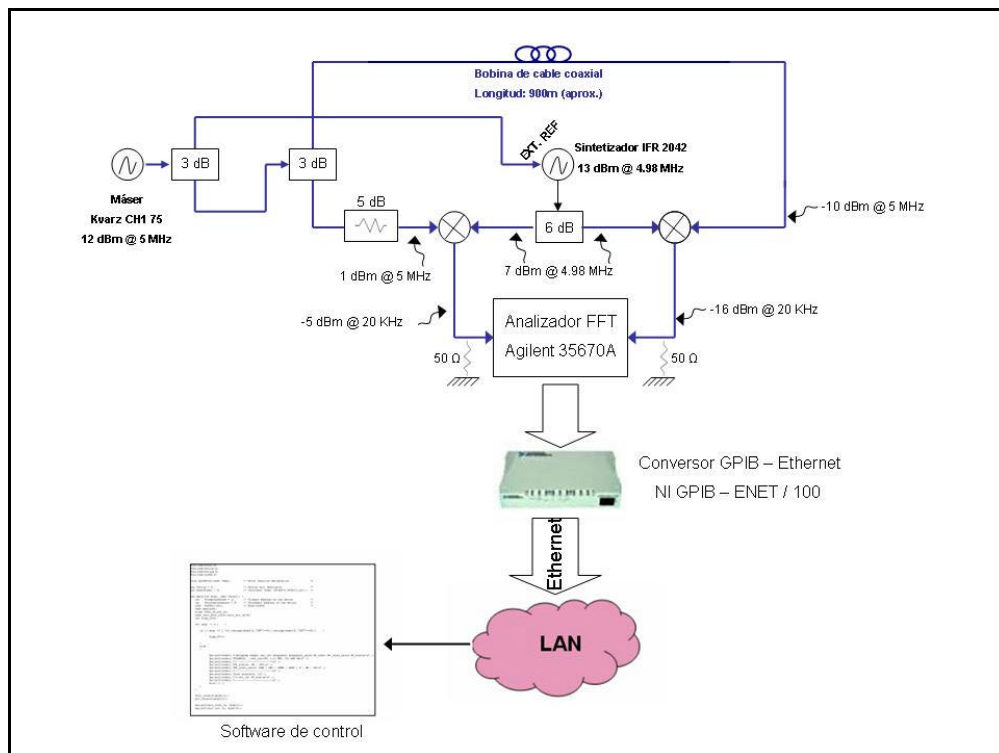 Bobina de cable coaxial
Longitud: 900m (aprox.)
EXT. REF
Sintetizador IFR 2042
13 dBm @ 4.98 MHz
3 dB
3 dB
Máser
Kvarz CH1 75
12 dBm @ 5 MHz
5 dB
6 dB
-10 dBm @ 5 MHz
1 dBm @ 5 MHz
7 dBm @ 4.98 MHz
-5 dBm @ 20 KHz
-16 dBm @ 20 KHz
Analizador FFT
Agilent 35670A
50 Ω
50 Ω
Conversor GPIB – Ethernet
NI GPIB – ENET / 100
Ethernet
LAN
Software de control